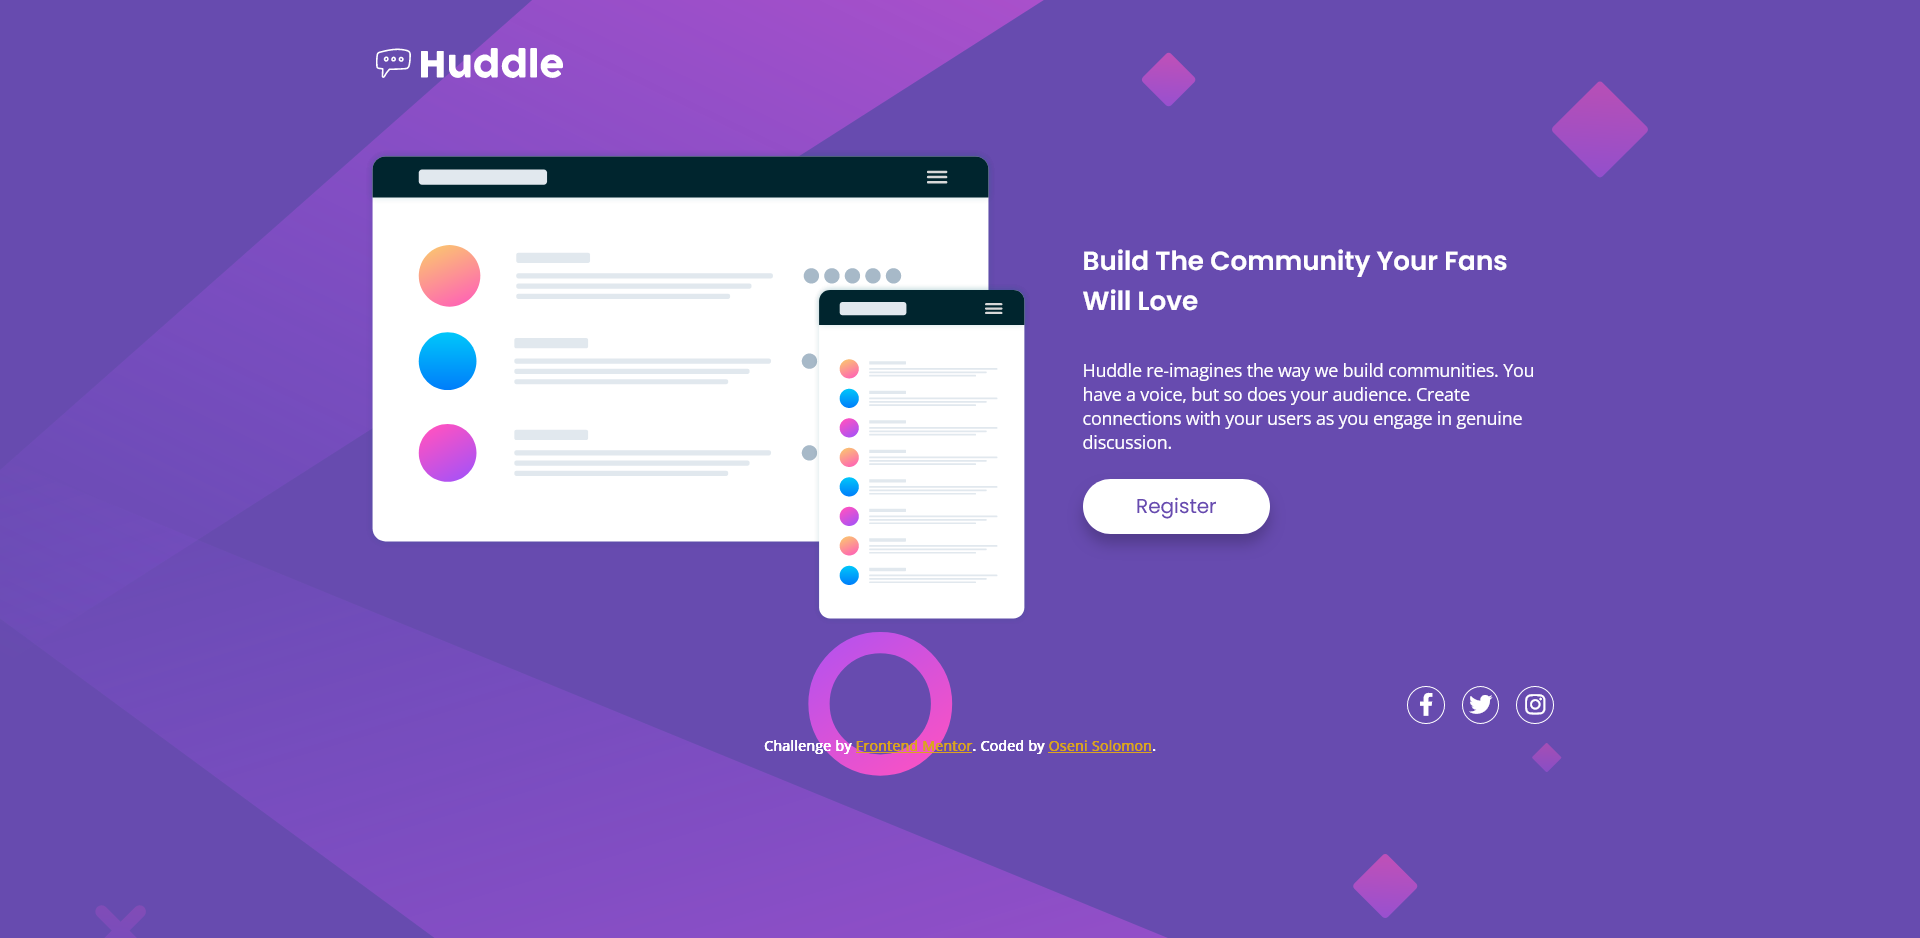 Huddle
Build The Community Your Fans
Will Love
Huddle re-imagines the way we build communities. You
have a voice, but so does your audience. Create
connections with your users as you engage in genuine
discussion.
Register
Challenge by Frontend Mentor. Coded by Oseni Solomon.